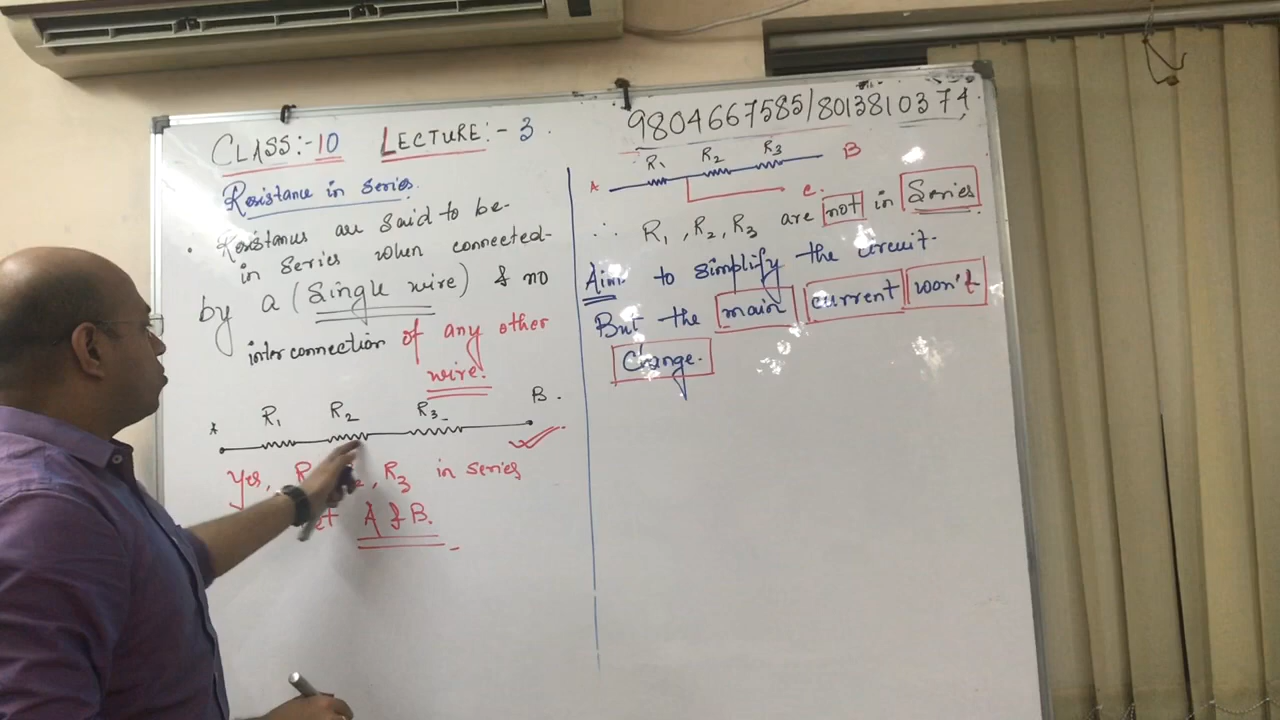 CLASS:-10 LECTURE:- 3.
Resistance in Series.
• Resistances are said to be-
in Series when connected-
by a (Single wire) & no
interconnection of any other
wire.
A R1 R2 R3 B.
Yes, R R3 in series
A & B.
9804667585/8013810374
A R1 R2 R3 B
C.
∴ R1, R2, R3 are not in Series
Aim. to simplify the circuit.
But the main current won't
Change.